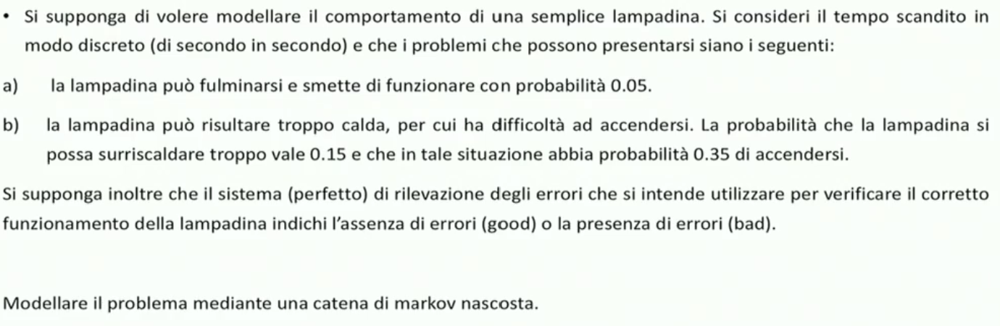 • Si supponga di volere modellare il comportamento di una semplice lampadina. Si consideri il tempo scandito in
modo discreto (di secondo in secondo) e che i problemi che possono presentarsi siano i seguenti:
a) la lampadina può fulminarsi e smette di funzionare con probabilità 0.05.
b) la lampadina può risultare troppo calda, per cui ha difficoltà ad accendersi. La probabilità che la lampadina si
possa surriscaldare troppo vale 0.15 e che in tale situazione abbia probabilità 0.35 di accendersi.
Si supponga inoltre che il sistema (perfetto) di rilevazione degli errori che si intende utilizzare per verificare il corretto
funzionamento della lampadina indichi l'assenza di errori (good) o la presenza di errori (bad).
Modellare il problema mediante una catena di markov nascosta.